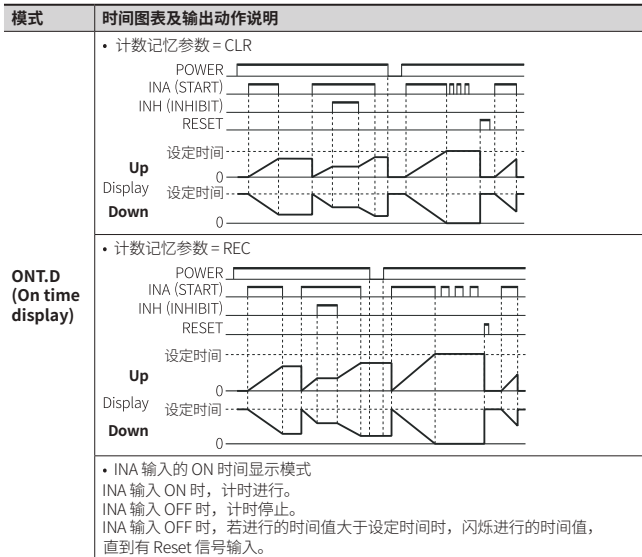 模式 时间图表及输出动作说明
• 计数记忆参数 = CLR
POWER
INA (START)
INH (INHIBIT)
RESET
设定时间
Up
0
Display
设定时间
Down
0
ONT.D
(On time
display)
• 计数记忆参数 = REC
POWER
INA (START)
INH (INHIBIT)
RESET
设定时间
Up
0
Display
设定时间
Down
0
• INA 输入的 ON 时间显示模式
INA 输入 ON 时，计时进行。
INA 输入 OFF 时，计时停止。
INA 输入 OFF 时，若进行的时间值大于设定时间时，闪烁进行的时间值，
直到有 Reset 信号输入。